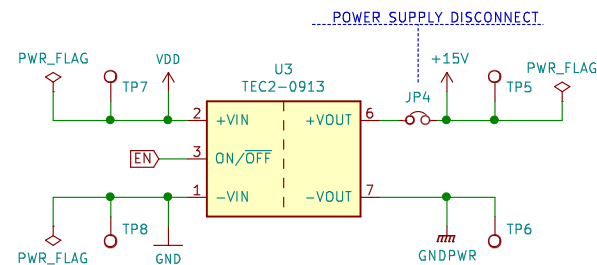 POWER SUPPLY DISCONNECT
PWR_FLAG
VDD
U3
TEC2-0913
+15V
PWR_FLAG
TP7
JP4
TP5
2
+VIN
+VOUT
6
EN
3
ON/OFF
1
-VIN
-VOUT
7
TP8
TP6
PWR_FLAG
GND
GNDPWR